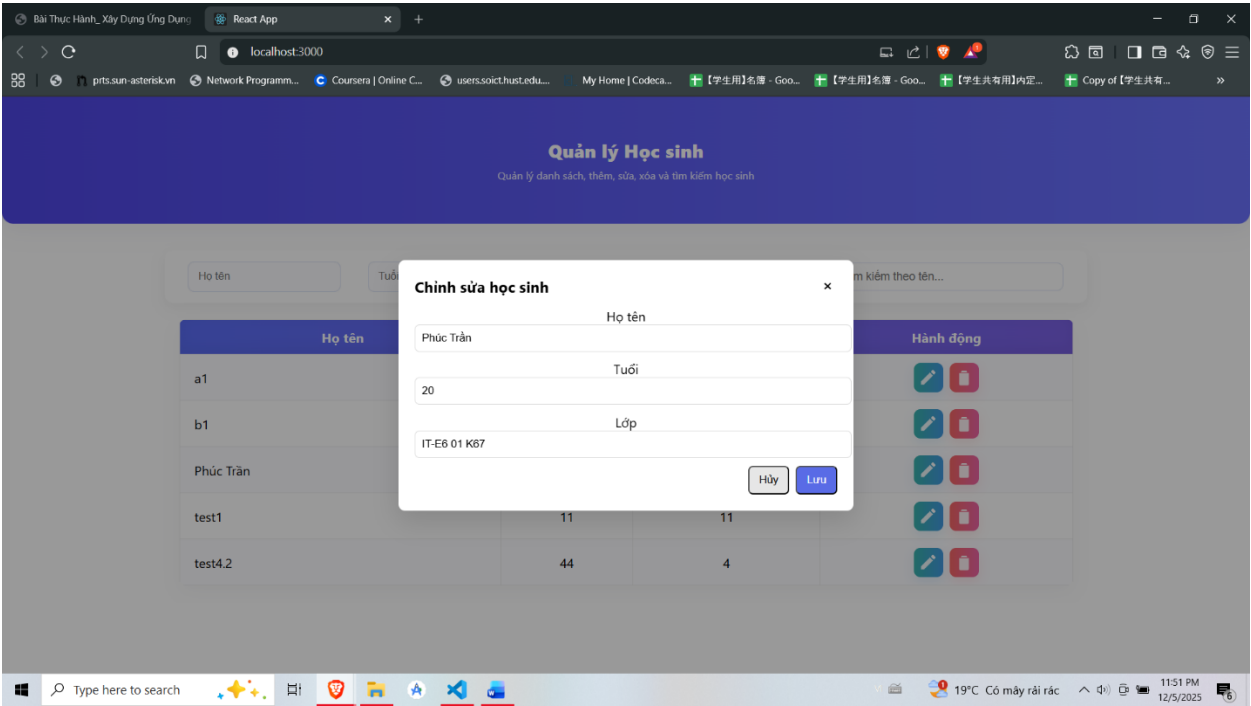 Bài Thực Hành_ Xây Dựng Ứng Dụng
React App
localhost:3000
prts.sun-asterisk.vn
Network Programm...
Coursera | Online C...
users.soict.hust.edu....
My Home | Codeca...
【学生用】名簿 - Goo...
【学生用】名簿 - Goo...
【学生共有用】内定...
Copy of 【学生共有...
»
Quản lý Học sinh
Quản lý danh sách, thêm, sửa, xóa và tìm kiếm học sinh
Họ tên
Tuổi
m kiếm theo tên...
Chỉnh sửa học sinh
×
Họ tên
Phúc Trần
Tuổi
20
Lớp
IT-E6 01 K67
Hủy
Lưu
Họ tên
Hành động
a1
b1
Phúc Trần
test1 11 11
test4.2 44 4
Type here to search
19°C Có mây rải rác
11:51 PM
12/5/2025
6